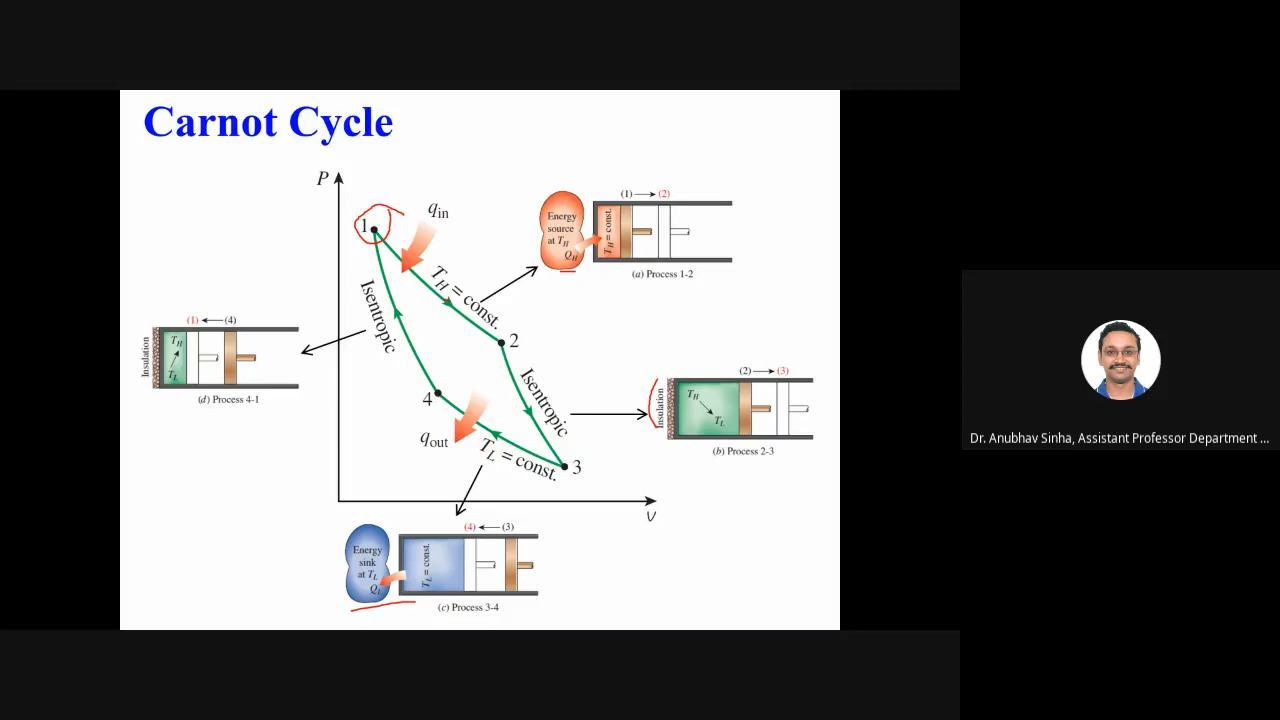 Carnot Cycle
P
1
q_in
T_H = const.
2
Isentropic
Isentropic
4
q_out
T_L = const.
3
v
(1) → (2)
Energy
source
at T_H
Q_H
T_H = const.
(a) Process 1-2
(1) ← (4)
Insulation
T_H
T_L
(d) Process 4-1
(2) → (3)
Insulation
T_H
T_L
(b) Process 2-3
(4) ← (3)
Energy
sink
at T_L
Q_L
T_L = const.
(c) Process 3-4
Dr. Anubhav Sinha, Assistant Professor Department ...